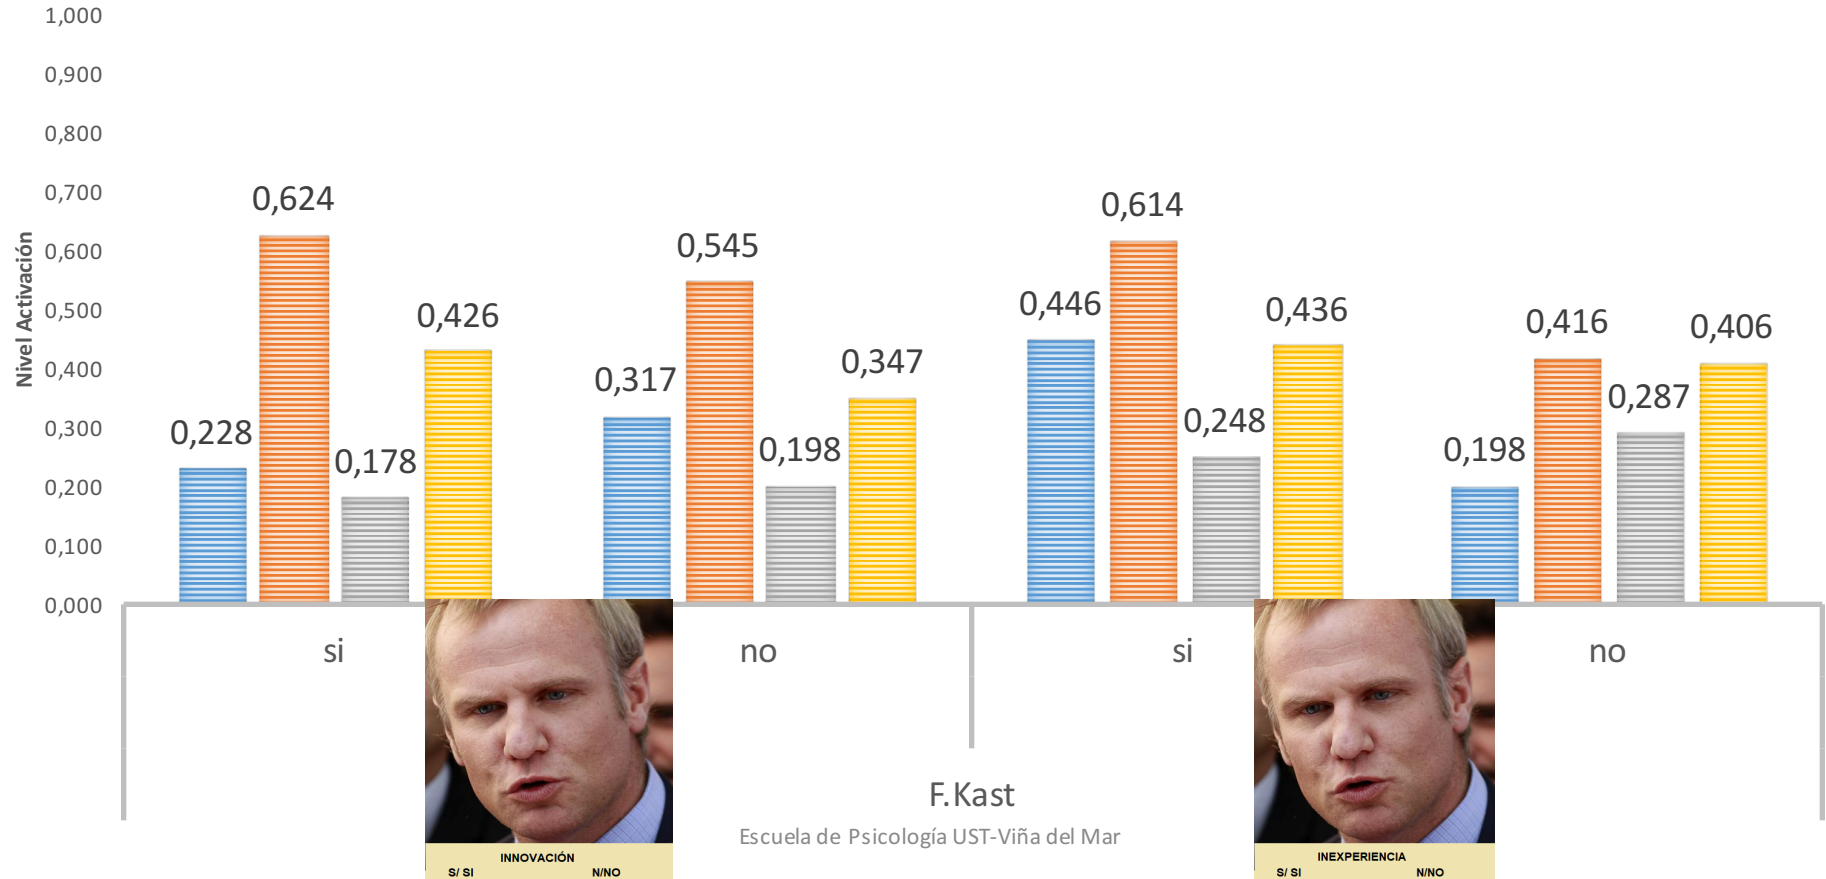 1,000
0,900
0,800
0,700
0,600
0,500
0,400
0,300
0,200
0,100
0,000
Nivel Activación
0,228
0,624
0,178
0,426
0,317
0,545
0,198
0,347
0,446
0,614
0,248
0,436
0,198
0,416
0,287
0,406
si
no
si
no
F.Kast
Escuela de Psicología UST-Viña del Mar
INNOVACIÓN
S/ SI N/NO
INEXPERIENCIA
S/ SI N/NO